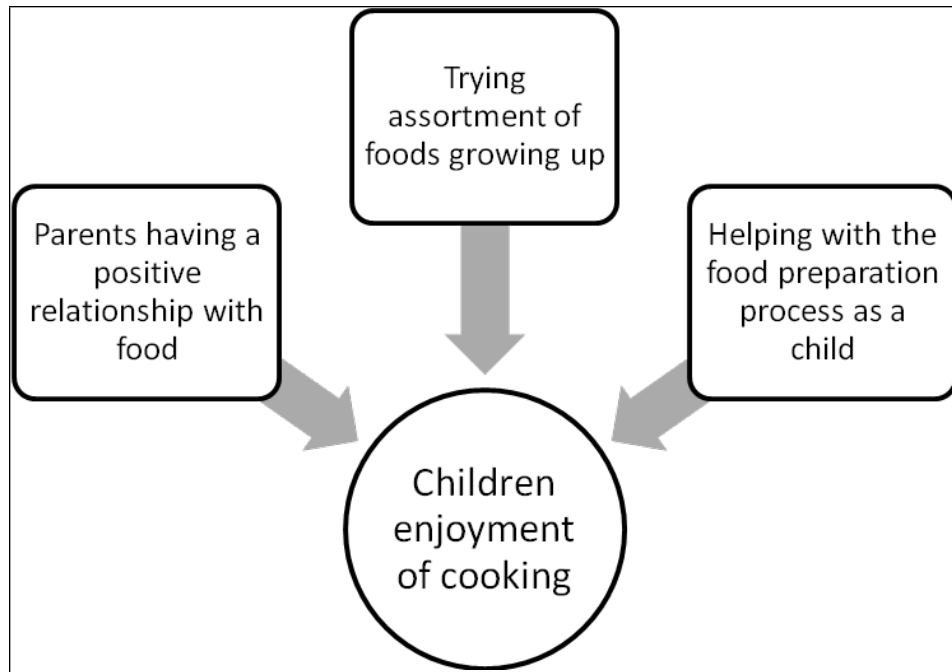 Trying
assortment of
foods growing up
Parents having a
positive
relationship with
food
Helping with the
food preparation
process as a
child
Children
enjoyment
of cooking